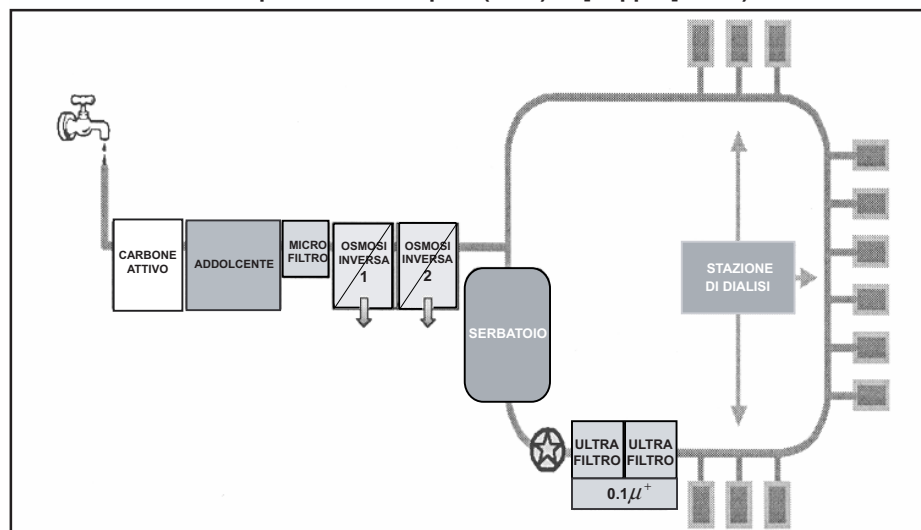 CARBONE
ATTIVO
ADDOLCENTE
MICRO
FILTRO
OSMOSI
INVERSA
1
OSMOSI
INVERSA
2
SERBATOIO
STAZIONE
DI DIALISI
ULTRA
FILTRO
ULTRA
FILTRO
0.1μ+